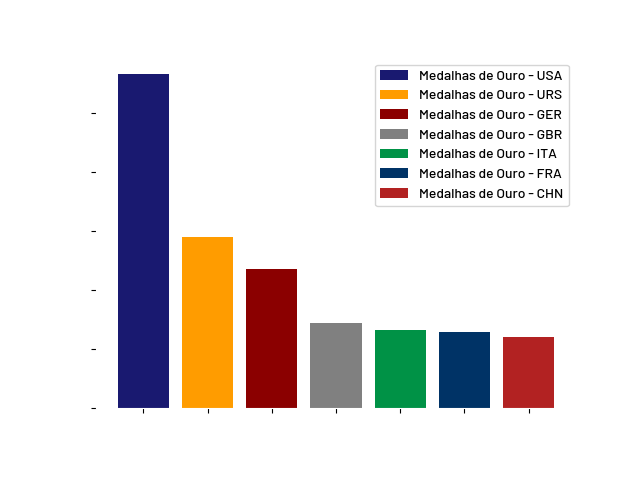 Medalhas de Ouro - USA
Medalhas de Ouro - URS
Medalhas de Ouro - GER
Medalhas de Ouro - GBR
Medalhas de Ouro - ITA
Medalhas de Ouro - FRA
Medalhas de Ouro - CHN